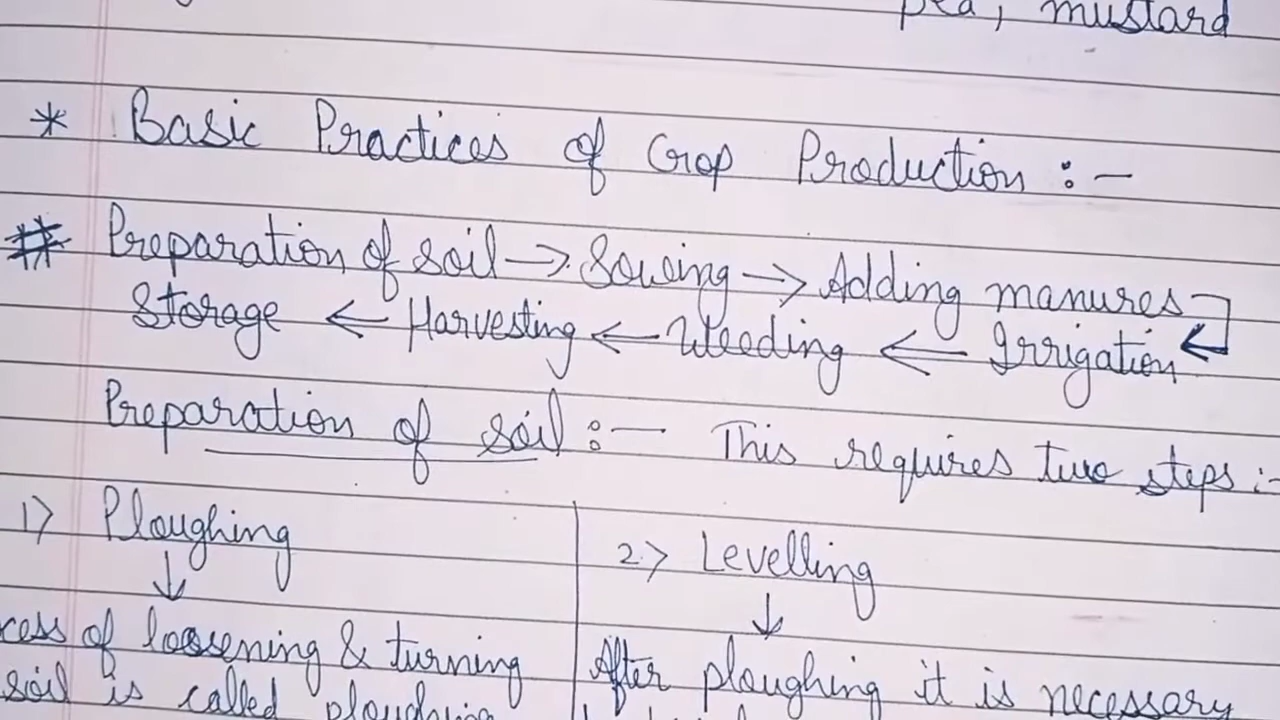 pea, mustard
* Basic Practices of Crop Production :-
# Preparation of soil → Sowing → Adding manures
Storage ← Harvesting ← Weeding ← Irrigation
Preparation of soil :- This requires two steps :-
1) Ploughing
2) Levelling
↓ ↓
cess of loosening & turning
soil is called ploughing
After ploughing it is necessary